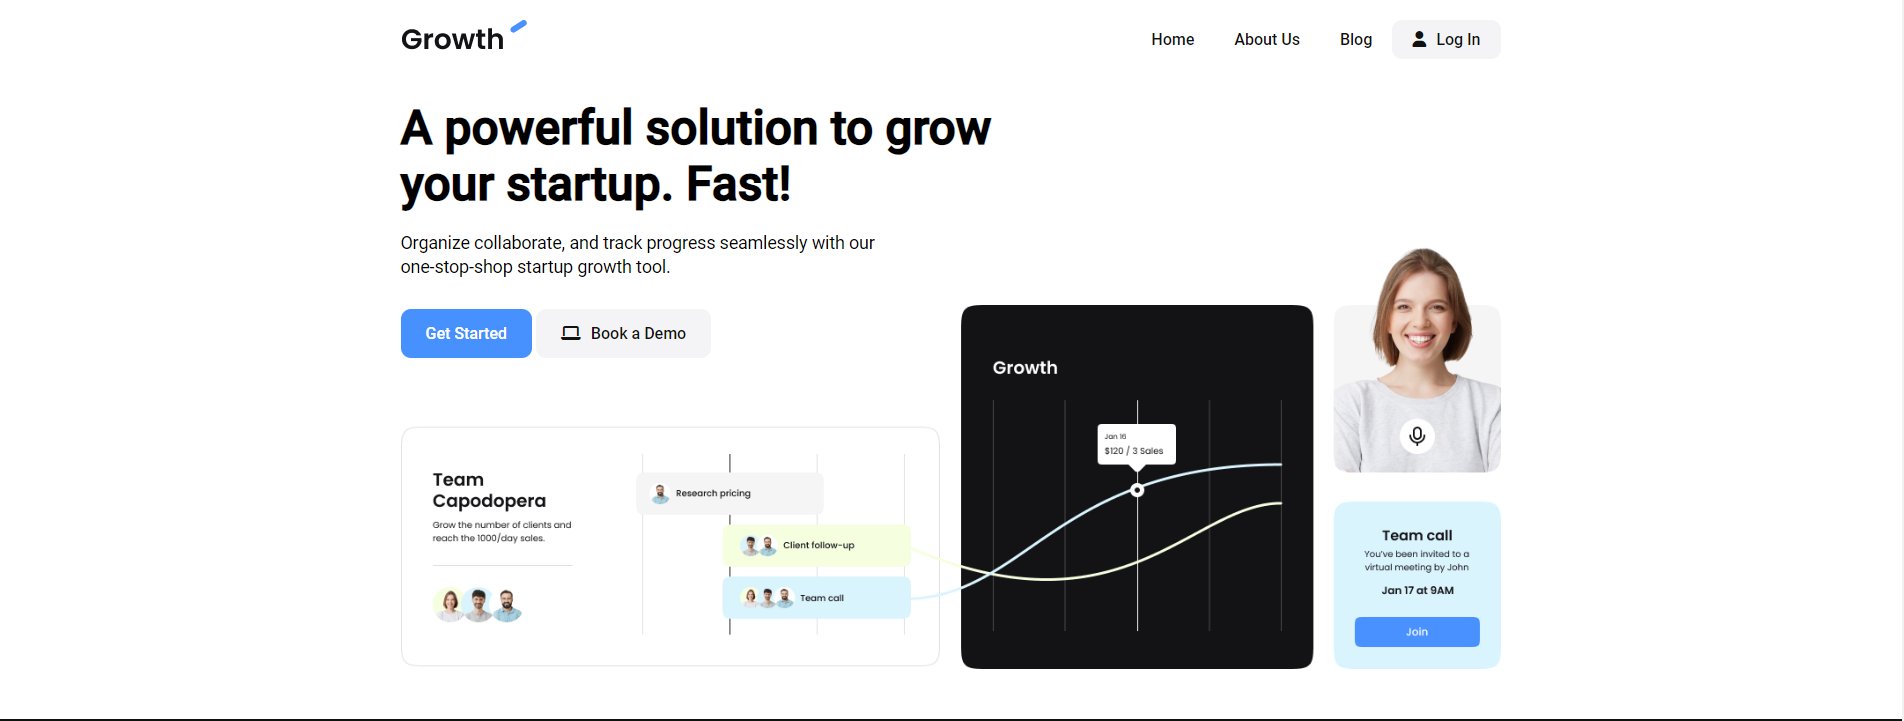 Growth
Home
About Us
Blog
Log In
A powerful solution to grow
your startup. Fast!
Organize collaborate, and track progress seamlessly with our
one-stop-shop startup growth tool.
Get Started
Book a Demo
Team
Capodopera
Grow the number of clients and
reach the 1000/day sales.
Research pricing
Client follow-up
Team call
Growth
Jan 16
$120 / 3 Sales
Team call
You've been invited to a
virtual meeting by John
Jan 17 at 9AM
Join